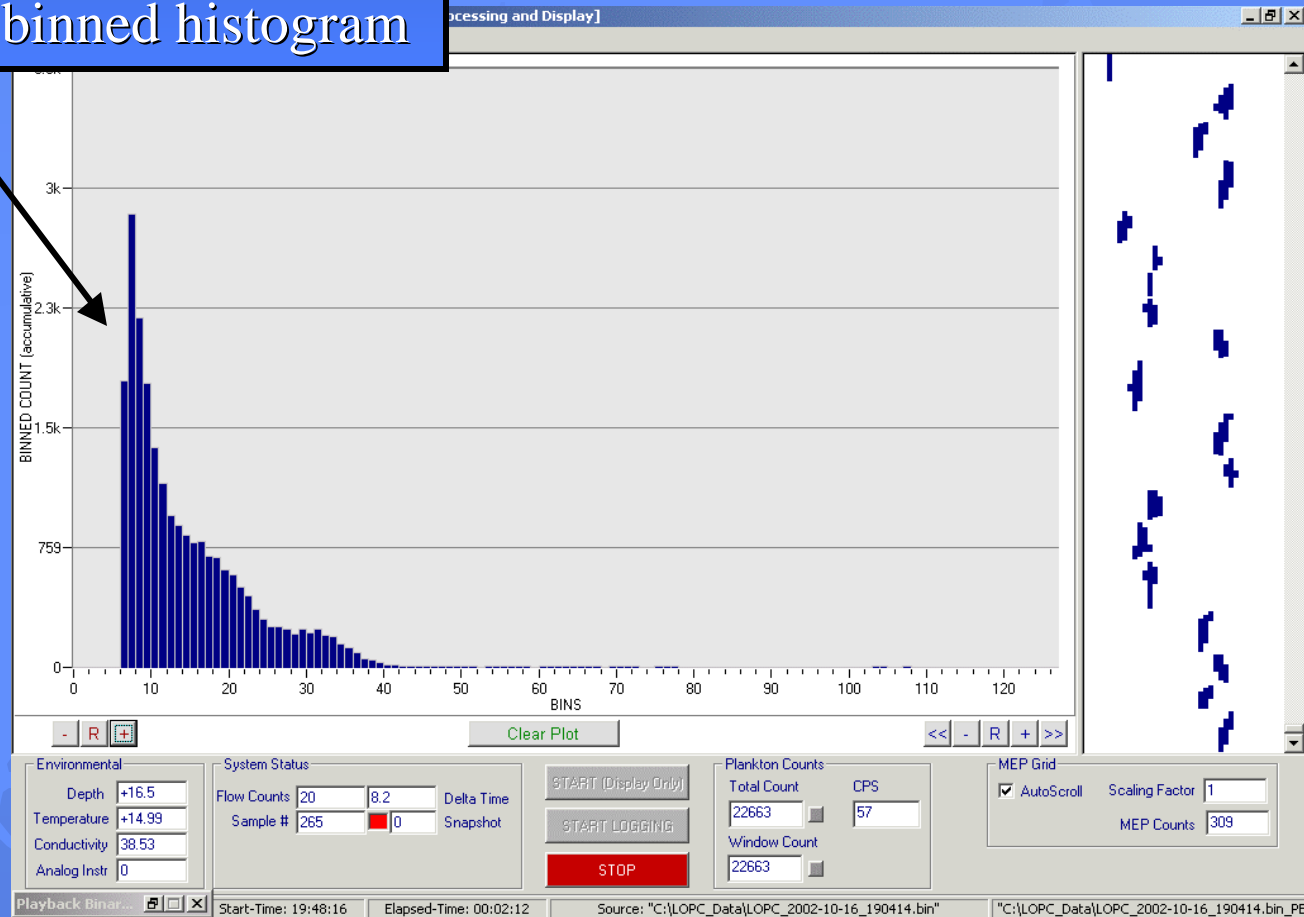 binned histogram
ocessing and Display]
3k
2.3k
1.5k
759
0
BINNED COUNT (accumulative)
0 10 20 30 40 50 60 70 80 90 100 110 120
BINS
- R +
Clear Plot
<< - R + >>
Environmental
Depth +16.5
Temperature +14.99
Conductivity 38.53
Analog Instr 0
System Status
Flow Counts 20 8.2 Delta Time
Sample # 265 0 Snapshot
START (Display Only)
START LOGGING
STOP
Plankton Counts
Total Count CPS
22663 57
Window Count
22663
MEP Grid
AutoScroll Scaling Factor 1
MEP Counts 309
Playback Binar...
Start-Time: 19:48:16
Elapsed-Time: 00:02:12
Source: "C:\LOPC_Data\LOPC_2002-10-16_190414.bin"
"C:\LOPC_Data\LOPC_2002-10-16_190414.bin_PE